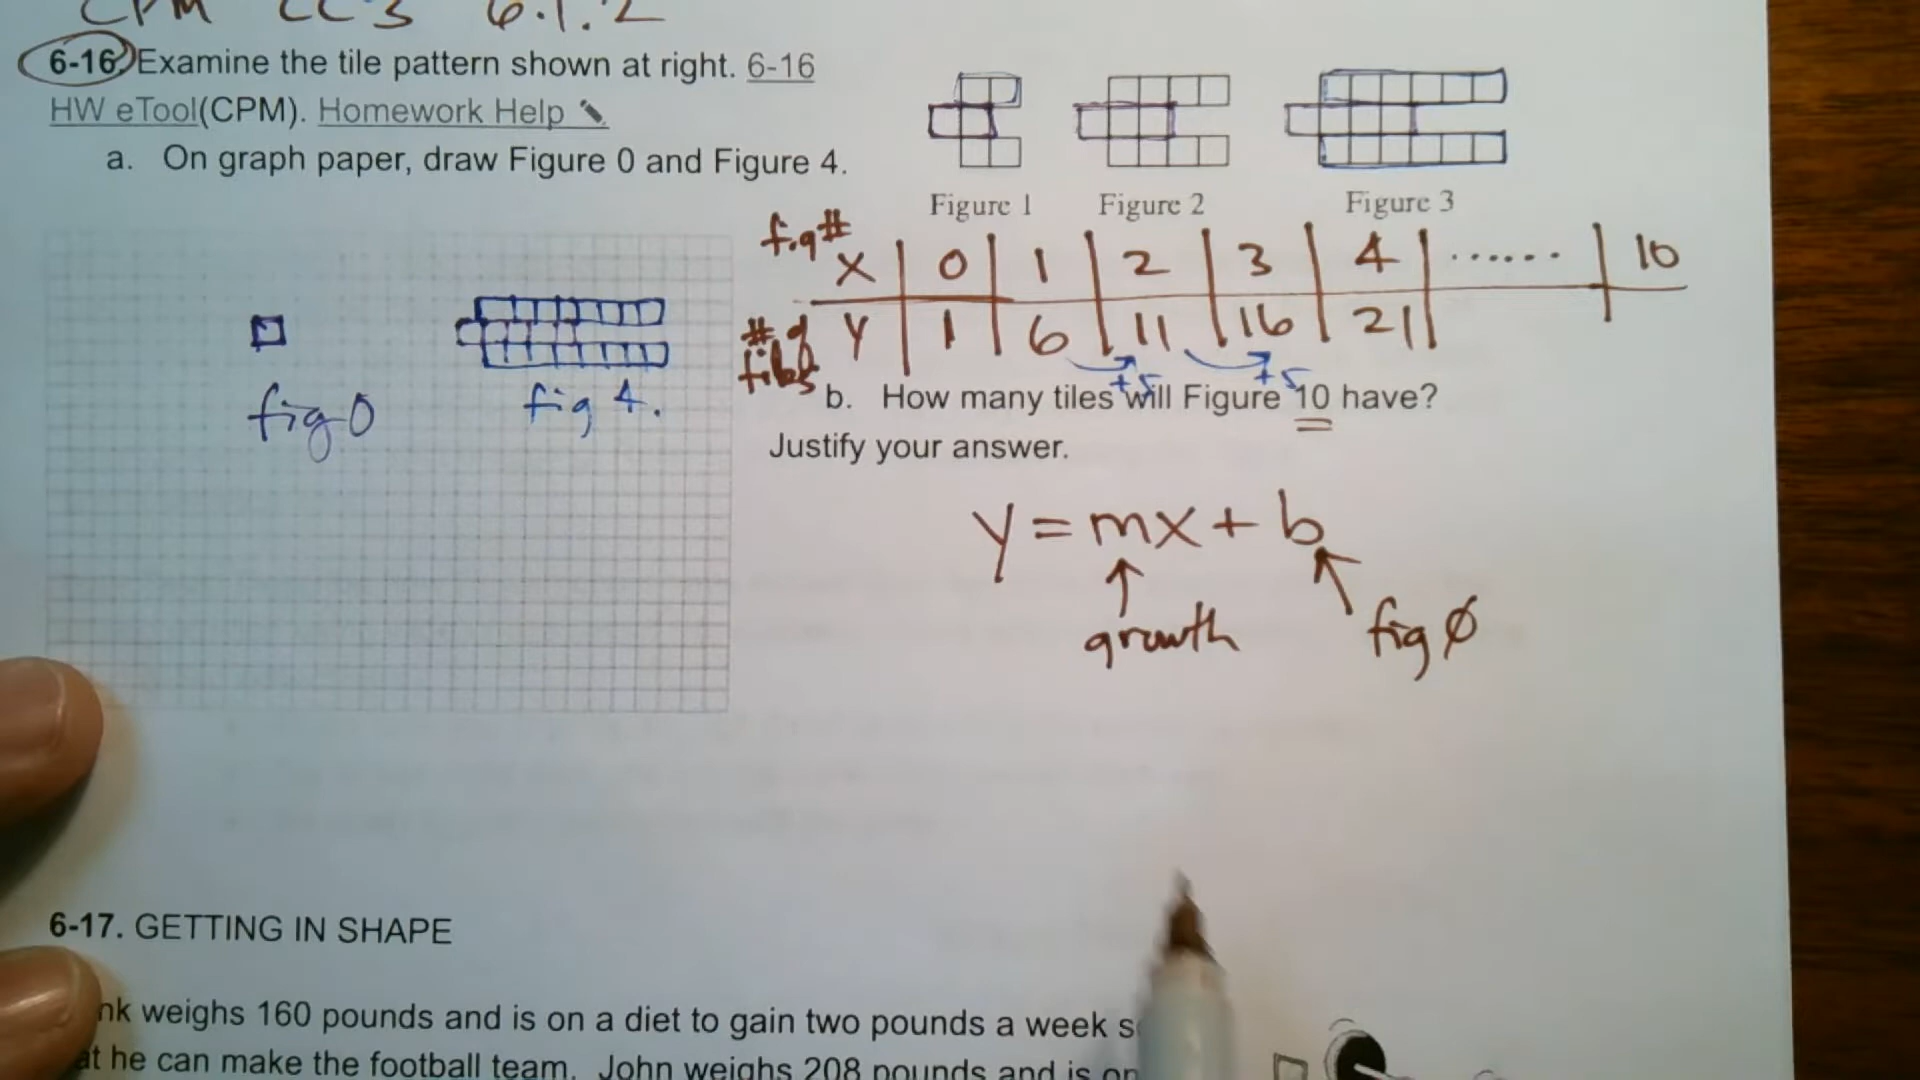 CPM CC3 6.1.2
6-16. Examine the tile pattern shown at right. 6-16
HW eTool(CPM). Homework Help ✎
a. On graph paper, draw Figure 0 and Figure 4.
Figure 1 Figure 2 Figure 3
fig#
X 0 1 2 3 4 ...... 10
# of tiles
Y 1 6 11 16 21
+5 +5
fig 0 fig 4.
b. How many tiles will Figure 10 have?
Justify your answer.
y = mx + b
growth
fig 0
6-17. GETTING IN SHAPE
nk weighs 160 pounds and is on a diet to gain two pounds a week s
at he can make the football team. John weighs 208 pounds and is on